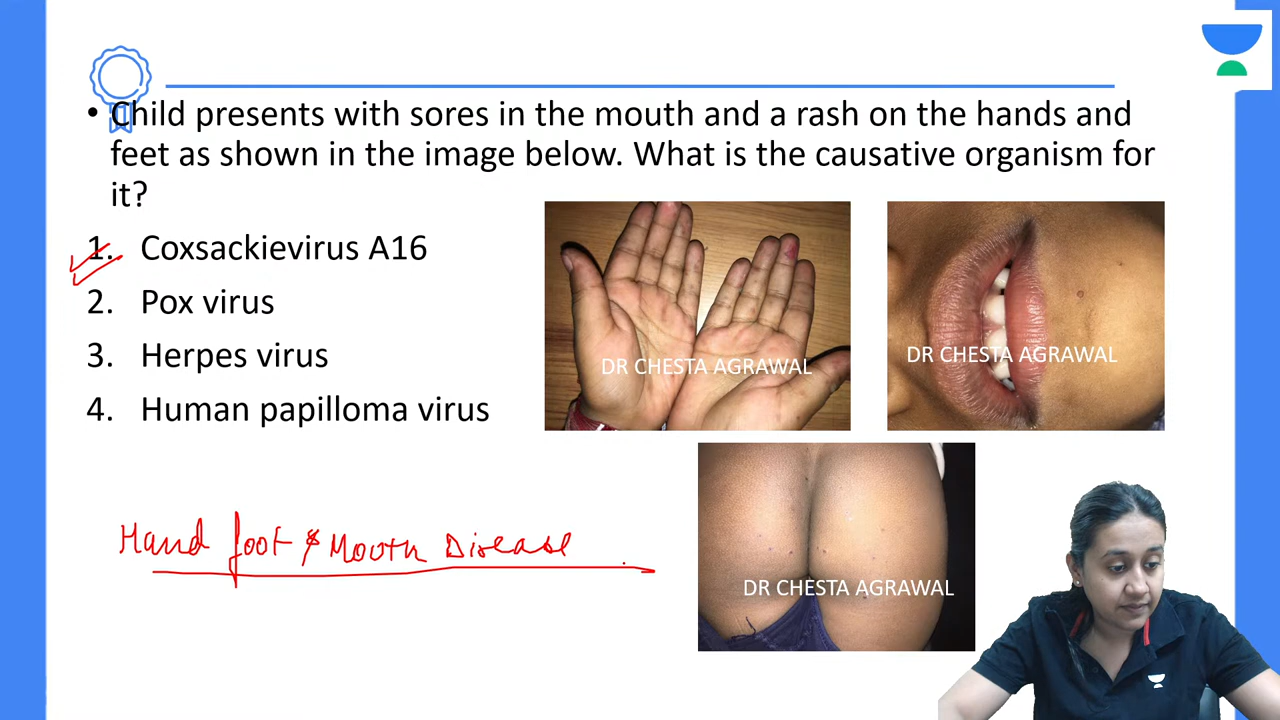 • Child presents with sores in the mouth and a rash on the hands and
feet as shown in the image below. What is the causative organism for
it?
1. Coxsackievirus A16
2. Pox virus
3. Herpes virus
4. Human papilloma virus
DR CHESTA AGRAWAL
DR CHESTA AGRAWAL
Hand foot & Mouth Disease
DR CHESTA AGRAWAL